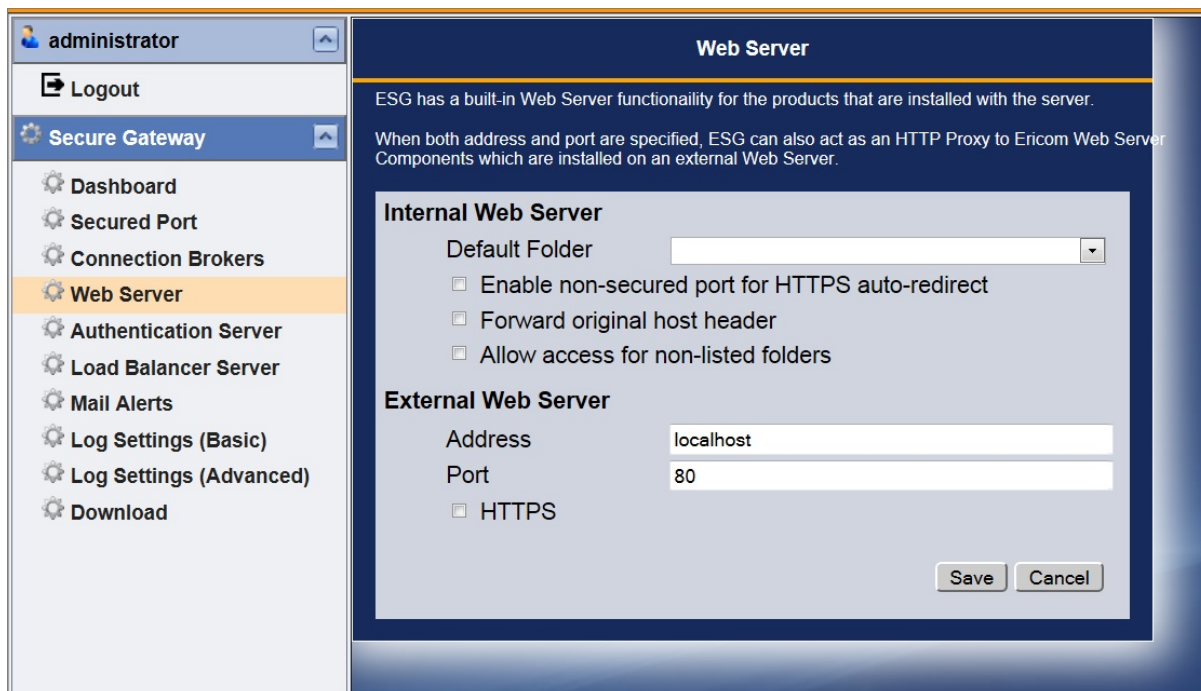 administrator
Logout
Secure Gateway
Dashboard
Secured Port
Connection Brokers
Web Server
Authentication Server
Load Balancer Server
Mail Alerts
Log Settings (Basic)
Log Settings (Advanced)
Download
Web Server
ESG has a built-in Web Server functionaility for the products that are installed with the server.
When both address and port are specified, ESG can also act as an HTTP Proxy to Ericom Web Server
Components which are installed on an external Web Server.
Internal Web Server
Default Folder
Enable non-secured port for HTTPS auto-redirect
Forward original host header
Allow access for non-listed folders
External Web Server
Address localhost
Port 80
HTTPS
Save Cancel